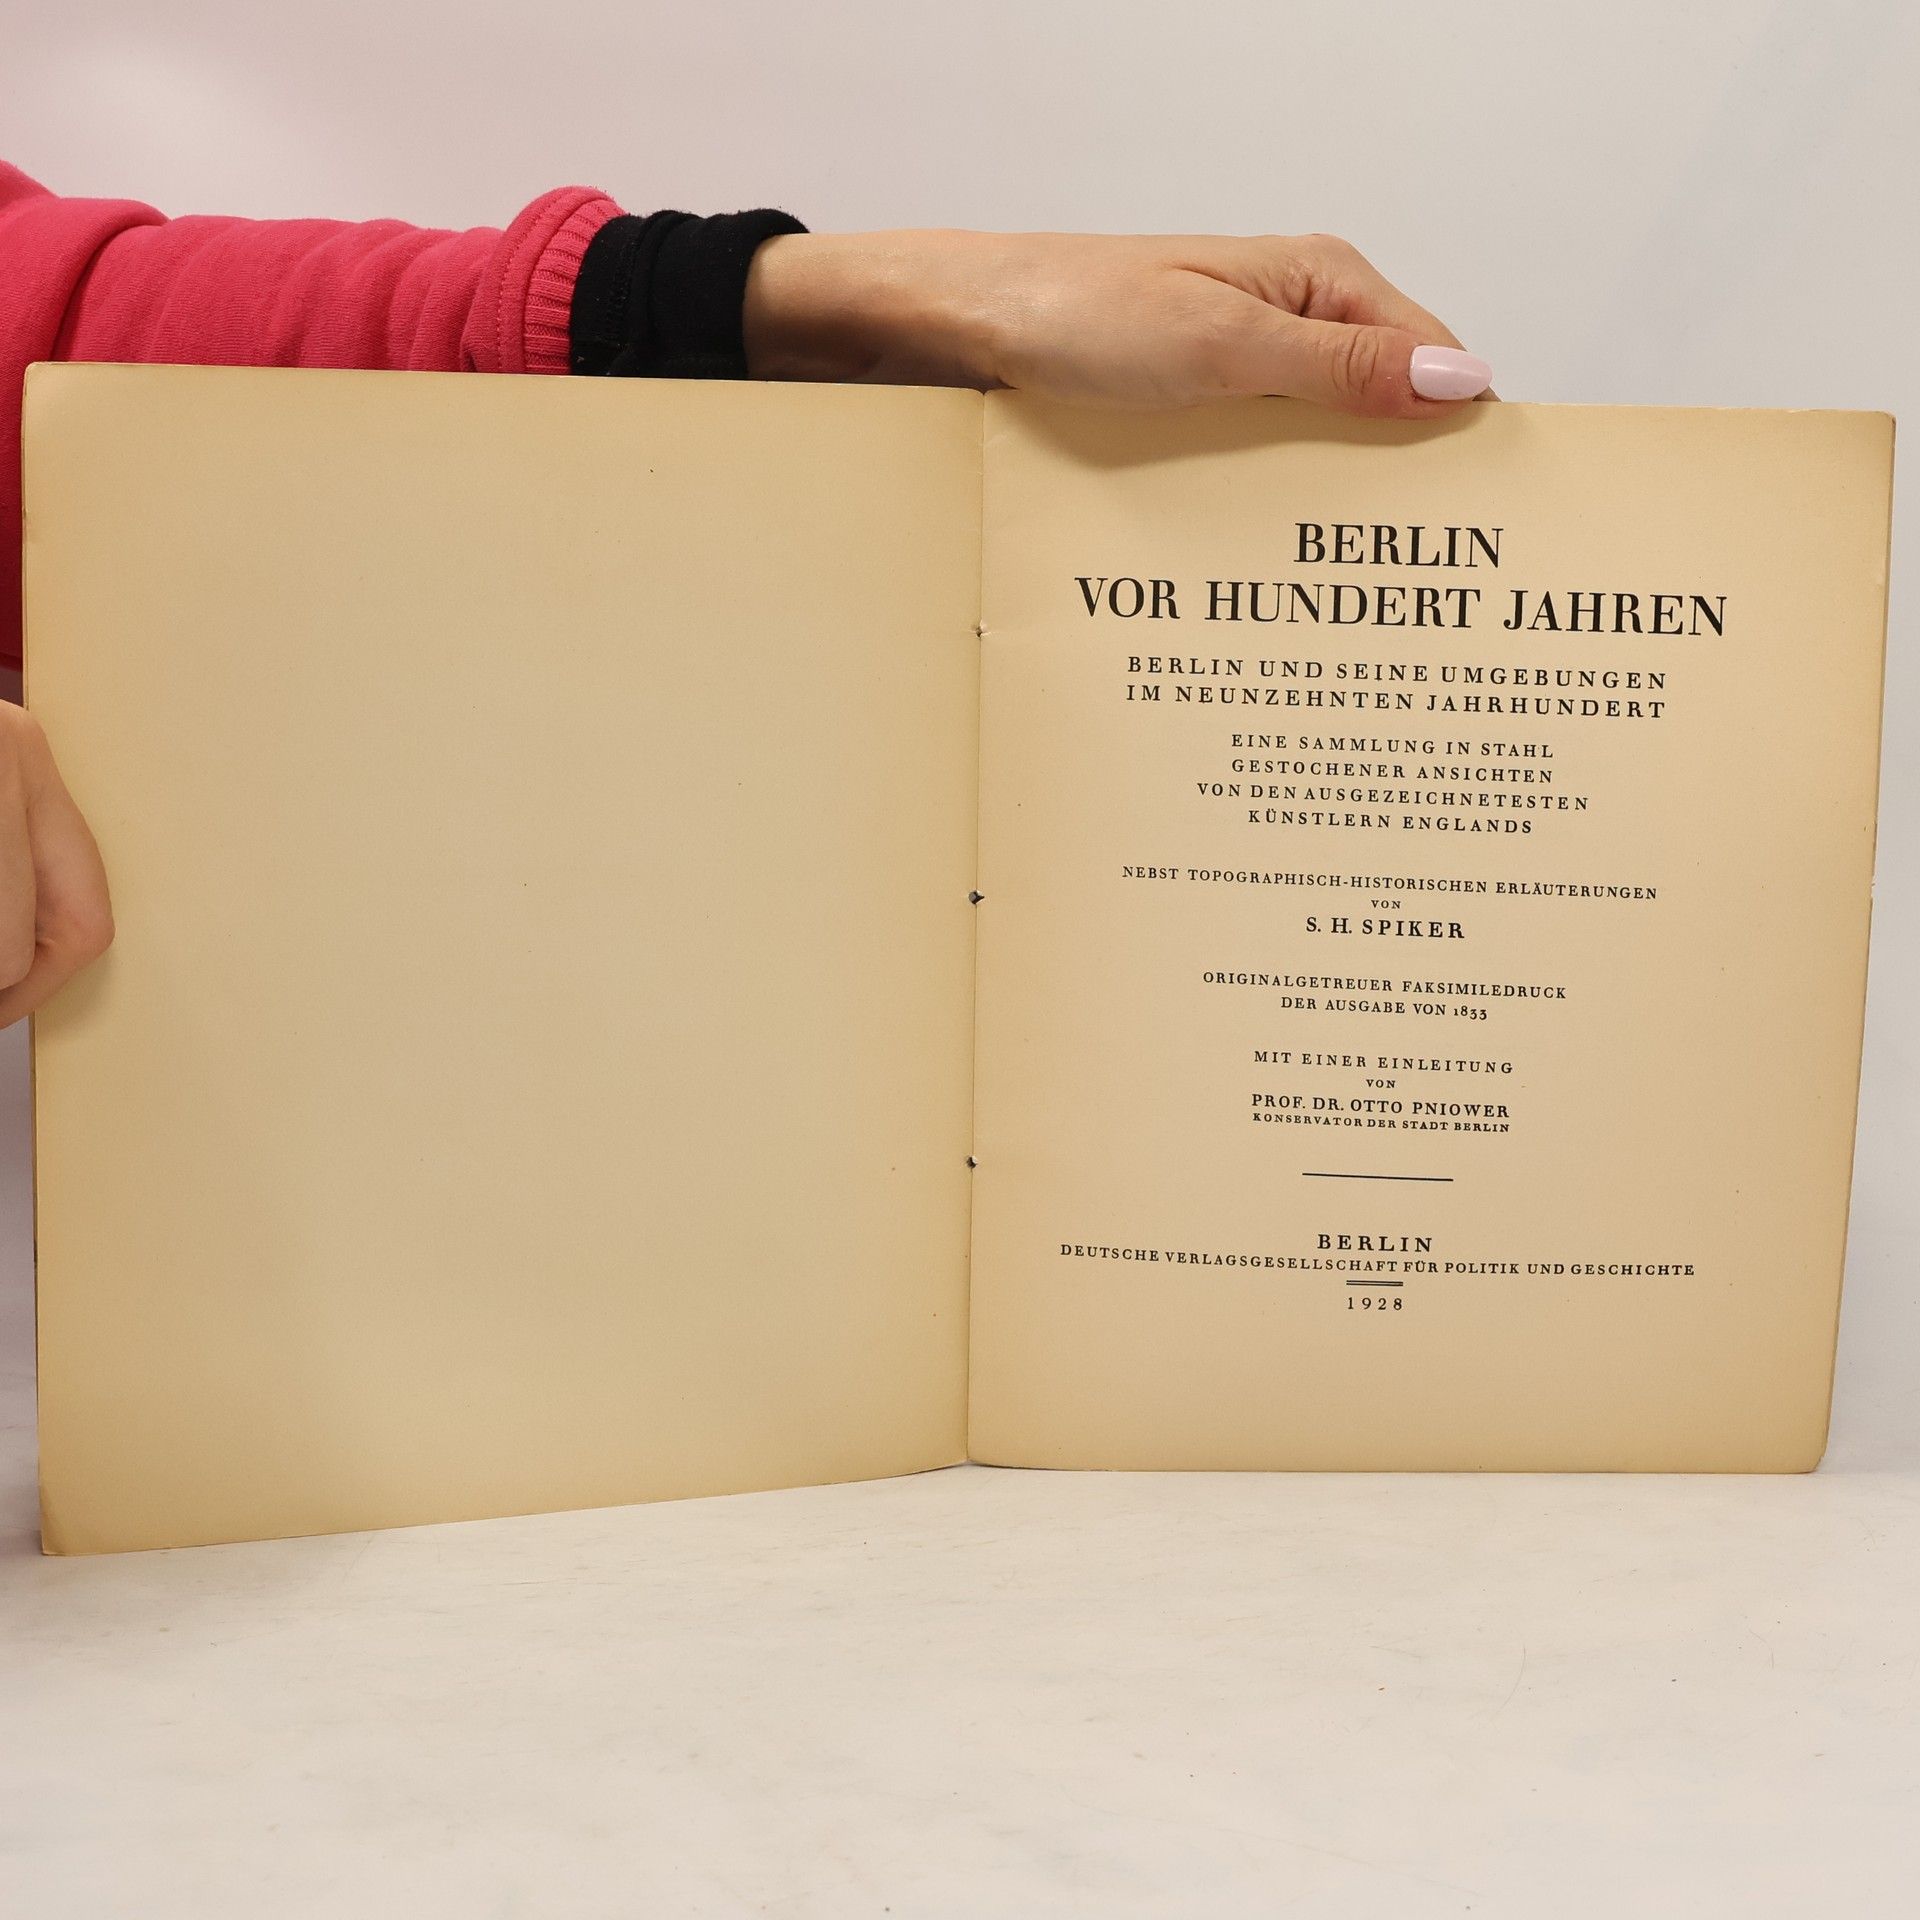 BERLIN
VOR HUNDERT JAHREN
BERLIN UND SEINE UMGEBUNGEN
IM NEUNZEHNTEN JAHRHUNDERT
EINE SAMMLUNG IN STAHL
GESTOCHENER ANSICHTEN
VON DEN AUSGEZEICHNETESTEN
KÜNSTLERN ENGLANDS
NEBST TOPOGRAPHISCH-HISTORISCHEN ERLÄUTERUNGEN
VON
S. H. SPIKER
ORIGINALGETREUER FAKSIMILEDRUCK
DER AUSGABE VON 1833
MIT EINER EINLEITUNG
VON
PROF. DR. OTTO PNIOWER
KONSERVATOR DER STADT BERLIN
BERLIN
DEUTSCHE VERLAGSGESELLSCHAFT FÜR POLITIK UND GESCHICHTE
1928